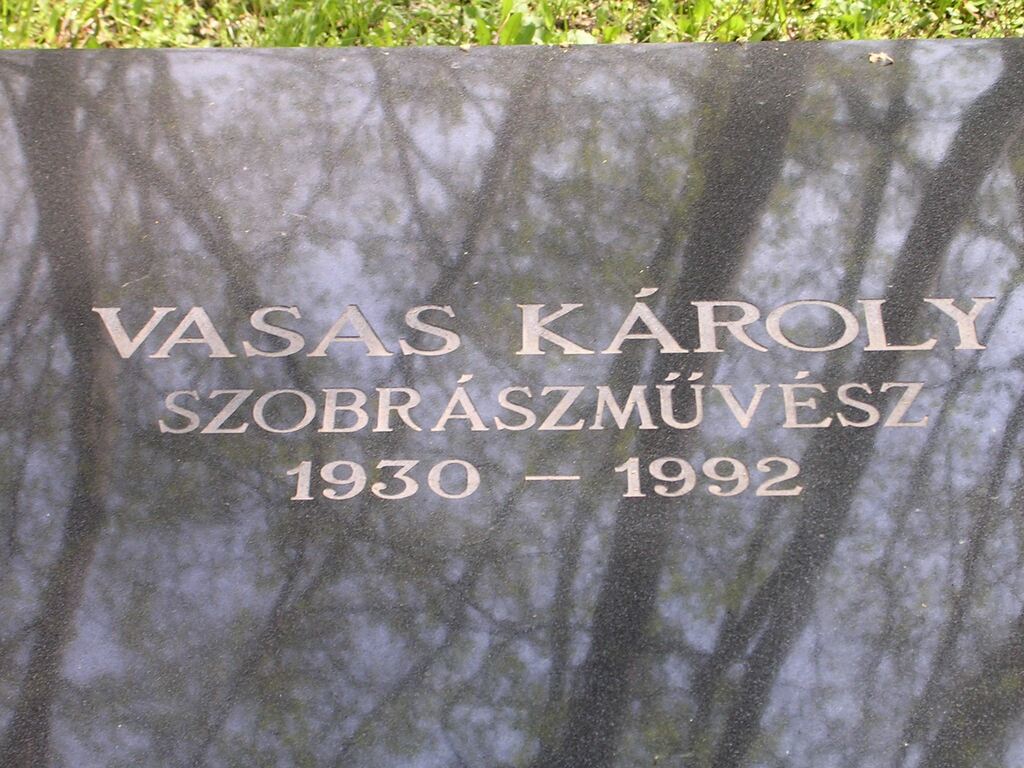 VASAS KÁROLY
SZOBRÁSZMŰVÉSZ
1930 – 1992